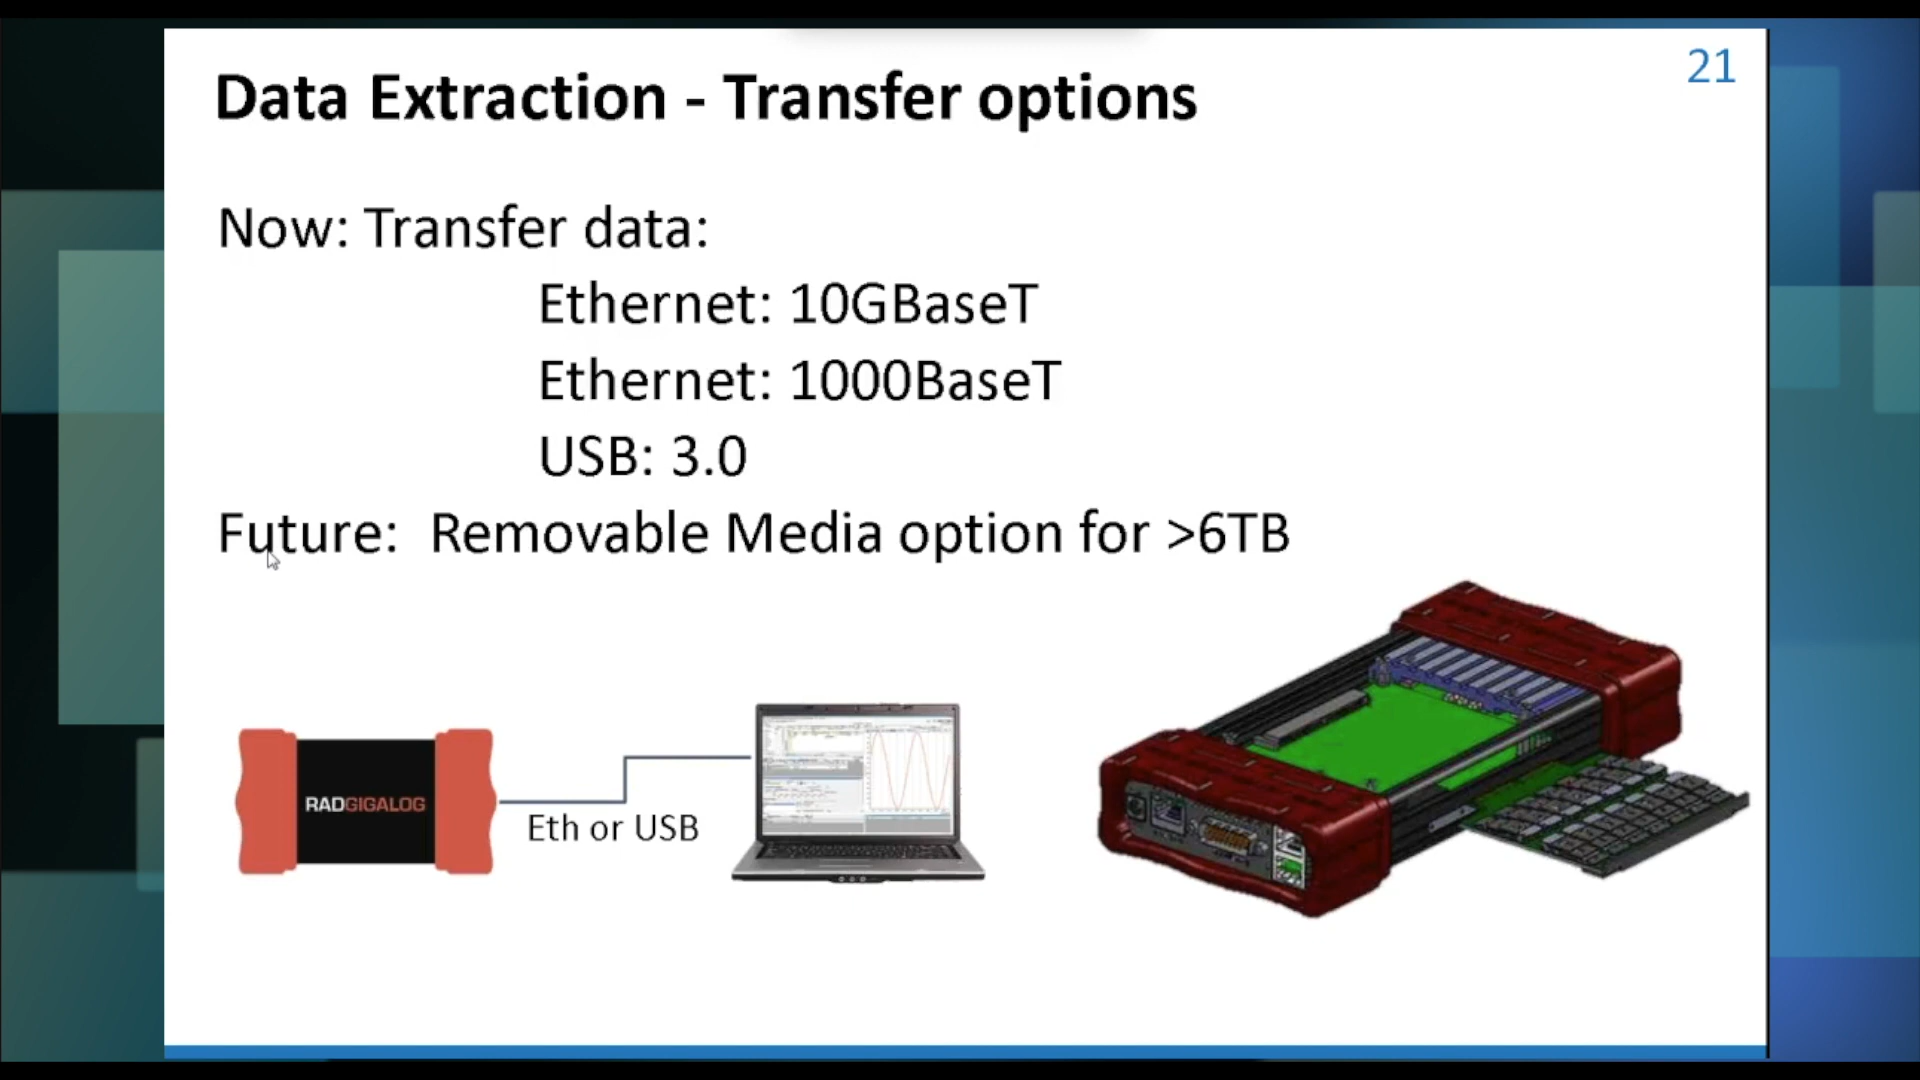 21
Data Extraction - Transfer options
Now: Transfer data:
Ethernet: 10GBaseT
Ethernet: 1000BaseT
USB: 3.0
Future: Removable Media option for >6TB
RADGIGALOG
Eth or USB